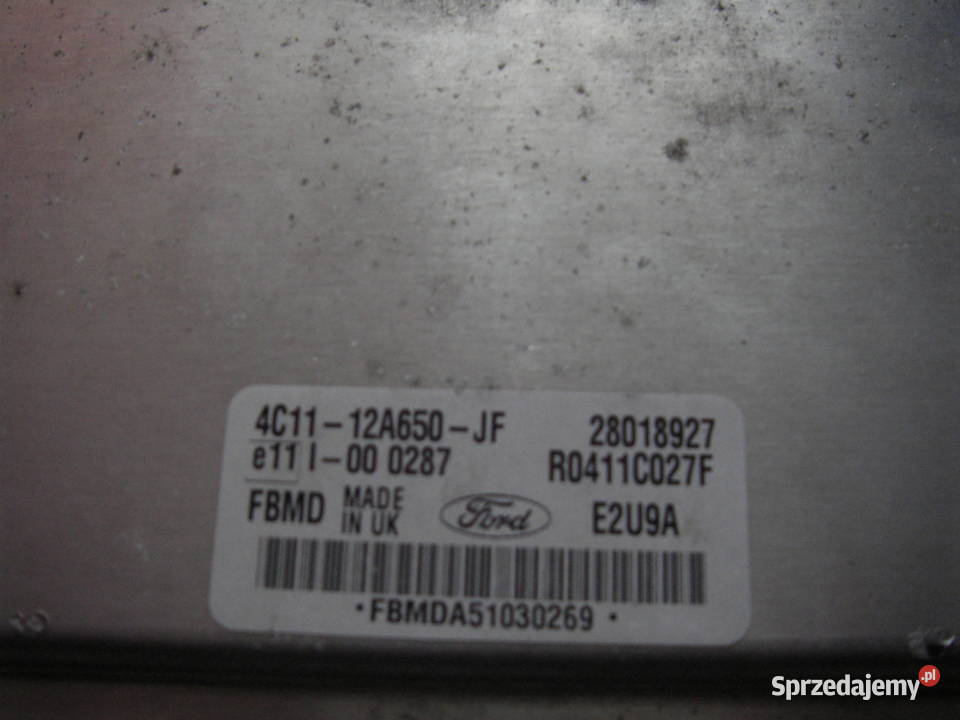 4C11-12A650-JF 28018927
e11 I-00 0287 R0411C027F
FBMD MADE IN UK Ford E2U9A
•FBMDA51030269•
Sprzedajemy.pl